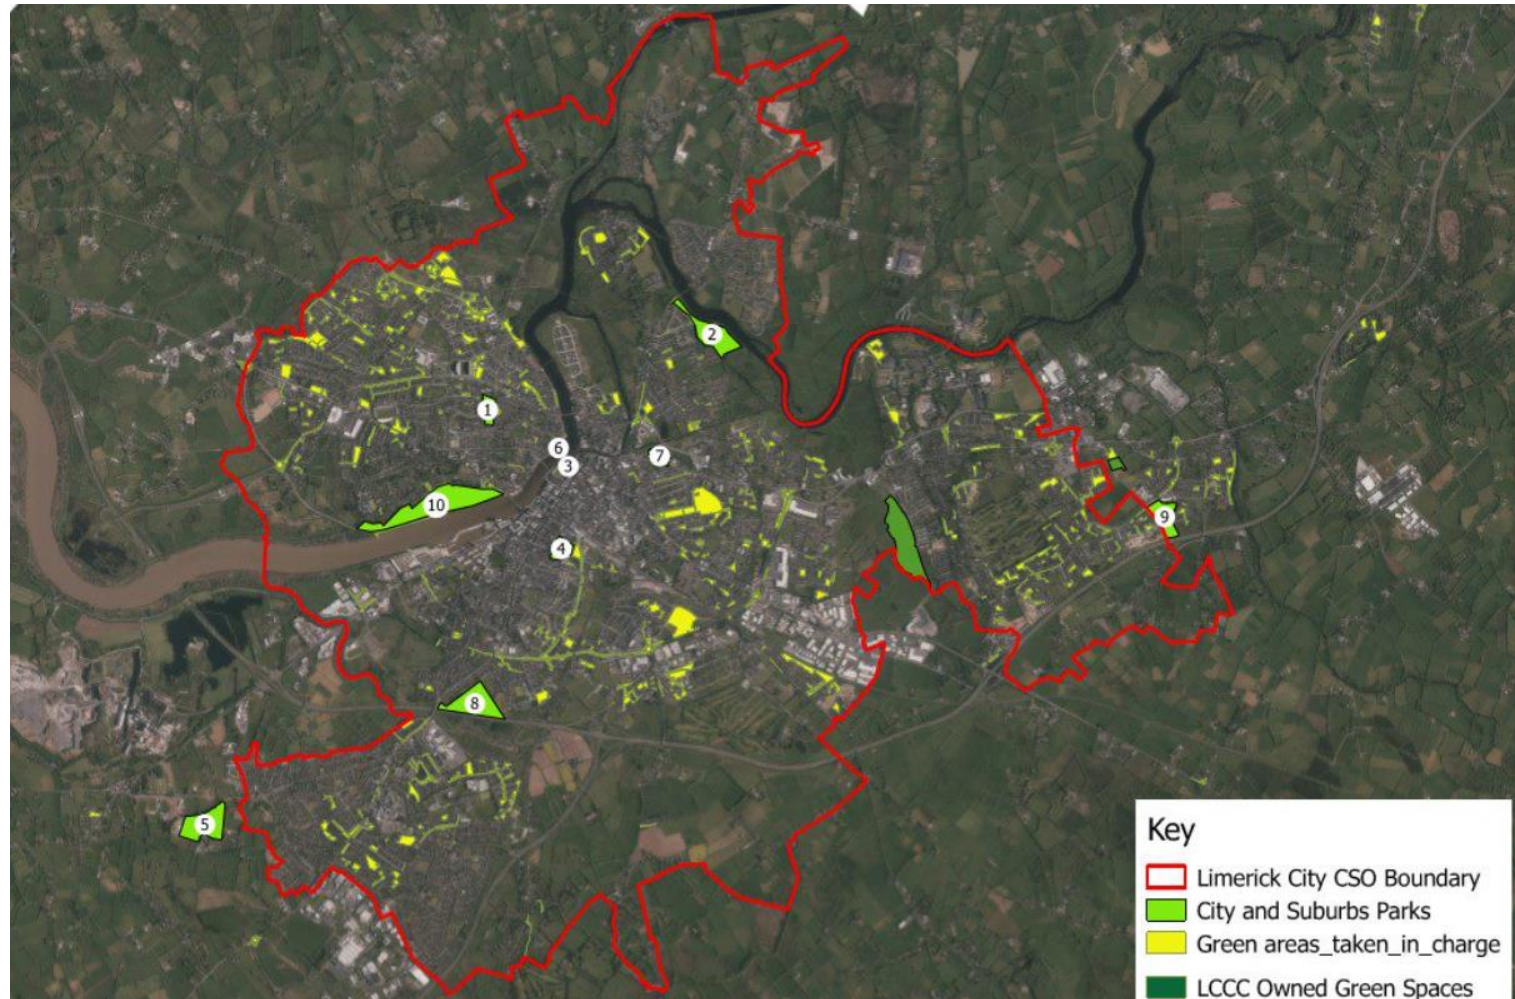 2
1
6
3
7
10
9
4
8
5
Key
Limerick City CSO Boundary
City and Suburbs Parks
Green areas_taken_in_charge
LCCC Owned Green Spaces